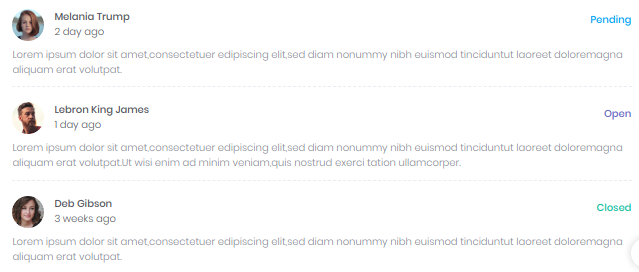 Melania Trump
Pending
2 day ago
Lorem ipsum dolor sit amet,consectetuer edipiscing elit,sed diam nonummy nibh euismod tinciduntut laoreet doloremagna
aliquam erat volutpat.
Lebron King James
Open
1 day ago
Lorem ipsum dolor sit amet,consectetuer edipiscing elit,sed diam nonummy nibh euismod tinciduntut laoreet doloremagna
aliquam erat volutpat.Ut wisi enim ad minim veniam,quis nostrud exerci tation ullamcorper.
Deb Gibson
Closed
3 weeks ago
Lorem ipsum dolor sit amet,consectetuer edipiscing elit,sed diam nonummy nibh euismod tinciduntut laoreet doloremagna
aliquam erat volutpat.